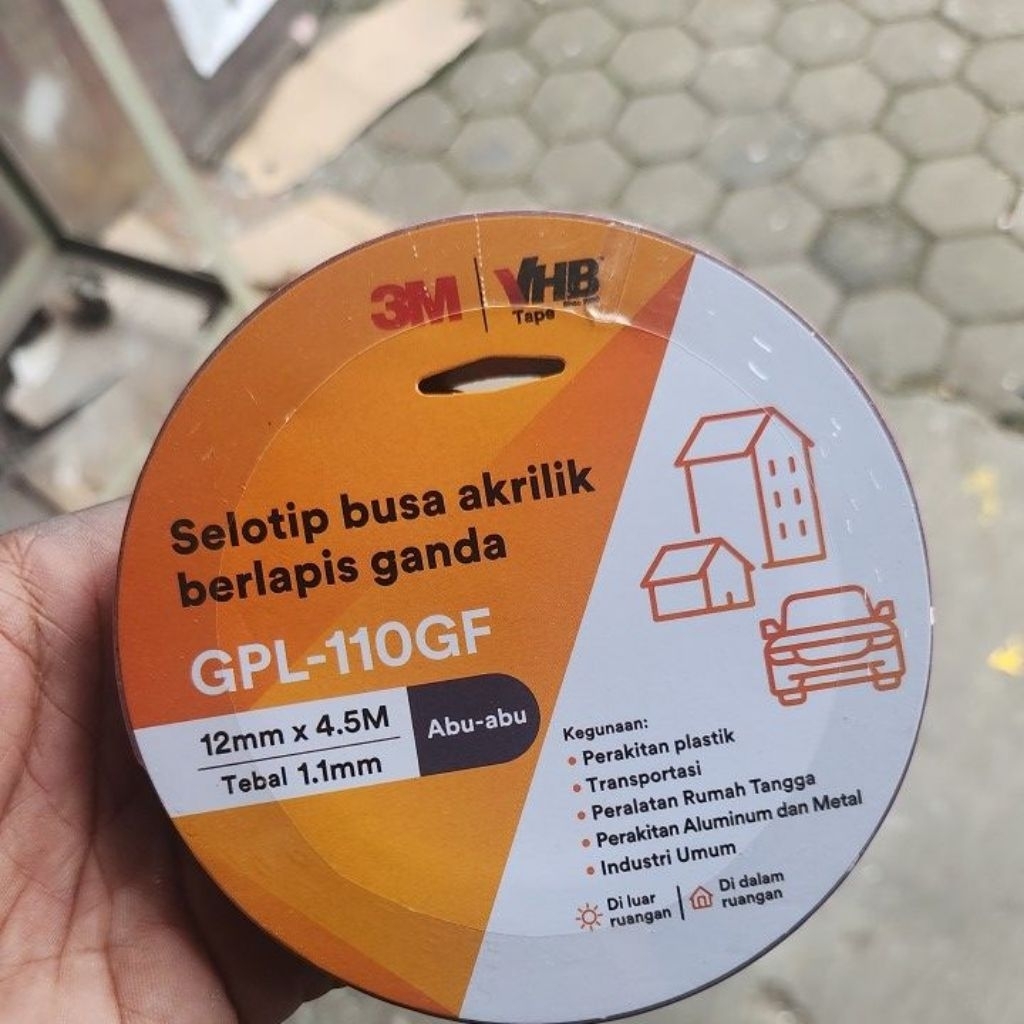 3M VHB
Tape
Selotip busa akrilik
berlapis ganda
GPL-110GF
12mm x 4.5M
Tebal 1.1mm
Abu-abu
Kegunaan:
• Perakitan plastik
• Transportasi
• Peralatan Rumah Tangga
• Perakitan Aluminum dan Metal
• Industri Umum
Di luar
ruangan
Di dalam
ruangan